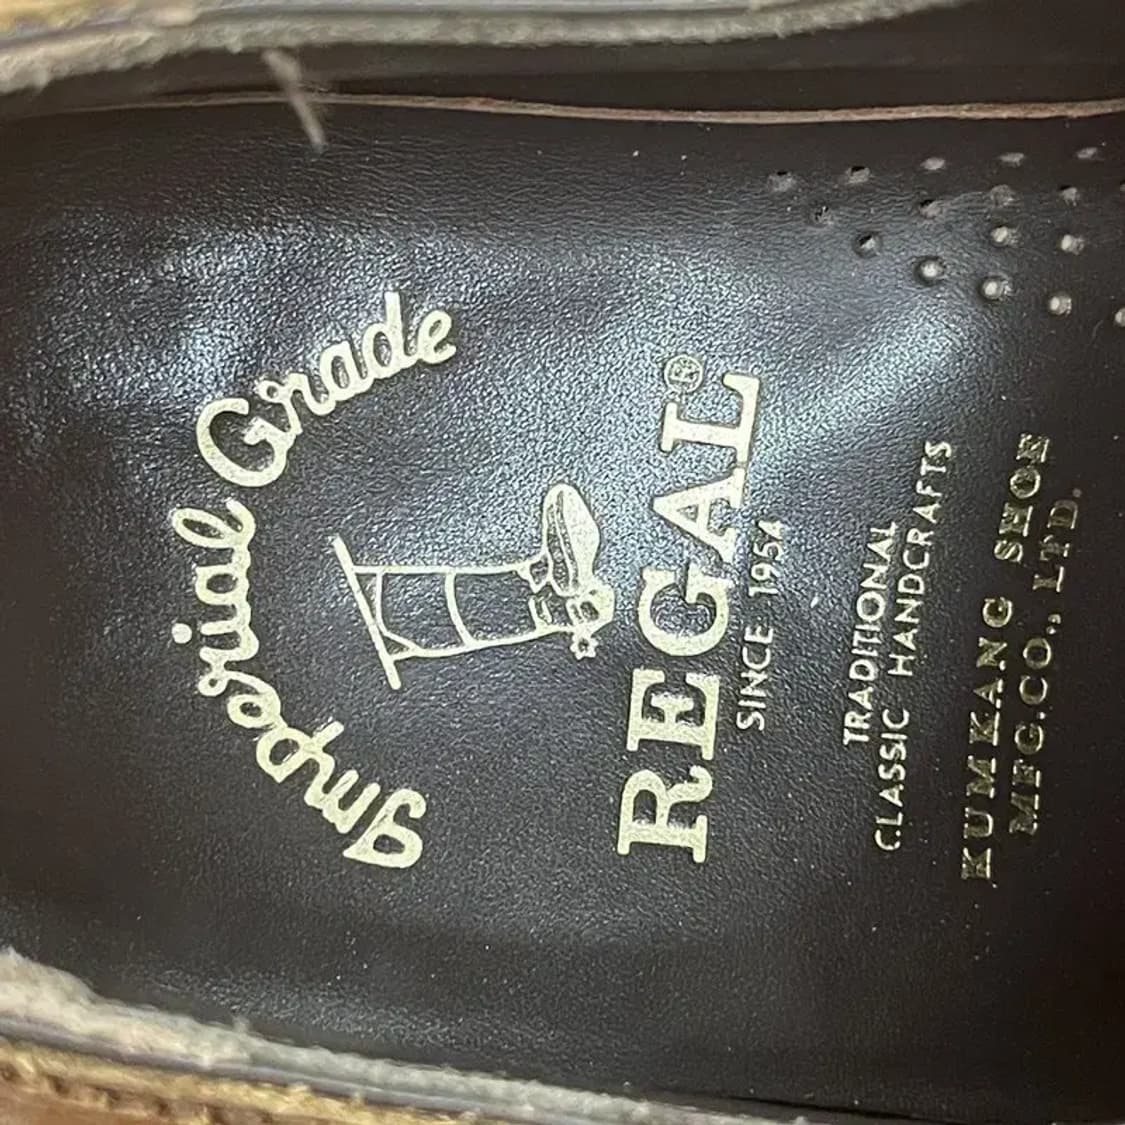 Imperial Grade
REGAL®
SINCE 1954
TRADITIONAL
CLASSIC HANDCRAFTS
KUMKANG SHOE
MFG.CO., LTD.